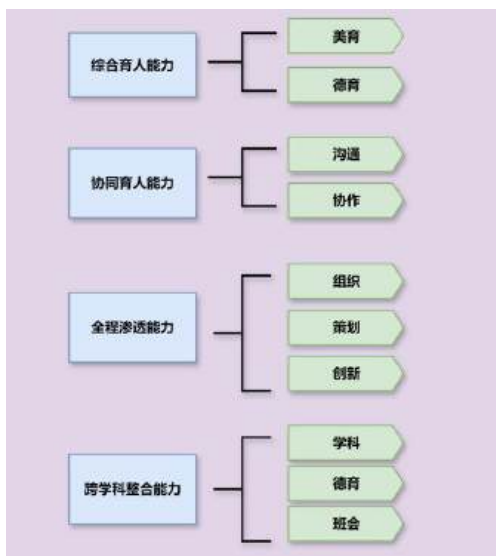 综合育人能力
美育
德育
协同育人能力
沟通
协作
全程渗透能力
组织
策划
创新
跨学科整合能力
学科
德育
班会